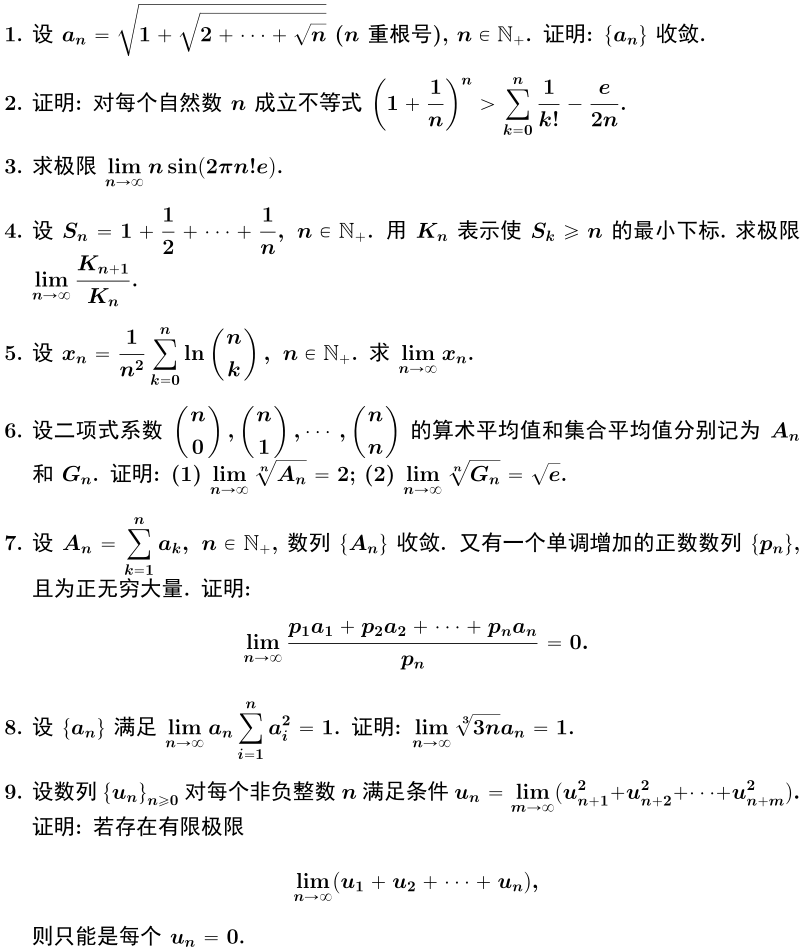 1. 设 $a_n = \sqrt{1 + \sqrt{2 + \cdots + \sqrt{n}}}$ ($n$ 重根号), $n \in \mathbb{N}_+$. 证明: $\{a_n\}$ 收敛.
2. 证明: 对每个自然数 $n$ 成立不等式 $\left(1 + \frac{1}{n}\right)^n > \sum_{k=0}^{n} \frac{1}{k!} - \frac{e}{2n}$.
3. 求极限 $\lim_{n \to \infty} n \sin(2\pi n! e)$.
4. 设 $S_n = 1 + \frac{1}{2} + \cdots + \frac{1}{n}$, $n \in \mathbb{N}_+$. 用 $K_n$ 表示使 $S_k \geqslant n$ 的最小下标. 求极限
$\lim_{n \to \infty} \frac{K_{n+1}}{K_n}$.
5. 设 $x_n = \frac{1}{n^2} \sum_{k=0}^{n} \ln \binom{n}{k}$, $n \in \mathbb{N}_+$. 求 $\lim_{n \to \infty} x_n$.
6. 设二项式系数 $\binom{n}{0}, \binom{n}{1}, \cdots, \binom{n}{n}$ 的算术平均值和集合平均值分别记为 $A_n$
和 $G_n$. 证明: (1) $\lim_{n \to \infty} \sqrt[n]{A_n} = 2$; (2) $\lim_{n \to \infty} \sqrt[n]{G_n} = \sqrt{e}$.
7. 设 $A_n = \sum_{k=1}^{n} a_k$, $n \in \mathbb{N}_+$, 数列 $\{A_n\}$ 收敛. 又有一个单调增加的正数数列 $\{p_n\}$,
且为正无穷大量. 证明:
$\lim_{n \to \infty} \frac{p_1 a_1 + p_2 a_2 + \cdots + p_n a_n}{p_n} = 0.$
8. 设 $\{a_n\}$ 满足 $\lim_{n \to \infty} a_n \sum_{i=1}^{n} a_i^2 = 1$. 证明: $\lim_{n \to \infty} \sqrt[3]{3n} a_n = 1$.
9. 设数列 $\{u_n\}_{n \geqslant 0}$ 对每个非负整数 $n$ 满足条件 $u_n = \lim_{m \to \infty} (u_{n+1}^2 + u_{n+2}^2 + \cdots + u_{n+m}^2)$.
证明: 若存在有限极限
$\lim_{n \to \infty} (u_1 + u_2 + \cdots + u_n),$
则只能是每个 $u_n = 0$.